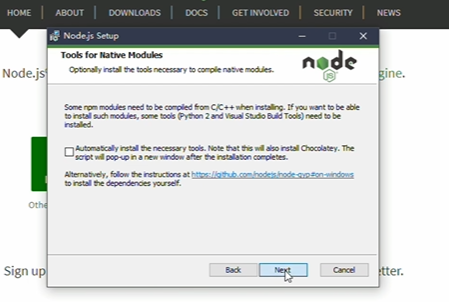 HOME ABOUT DOWNLOADS DOCS GET INVOLVED SECURITY NEWS
Node.js Setup
Tools for Native Modules
Optionally install the tools necessary to compile native modules.
node
JS
Node.js
gine.
Some npm modules need to be compiled from C/C++ when installing. If you want to be
able to install such modules, some tools (Python 2 and Visual Studio Build Tools) need to be
installed.
Automatically install the necessary tools. Note that this will also install Chocolatey. The
script will pop-up in a new window after the installation completes.
Alternatively, follow the instructions at https://github.com/nodejs/node-gyp#on-windows
to install the dependencies yourself.
Othe
Back Next Cancel
Sign up
tter.